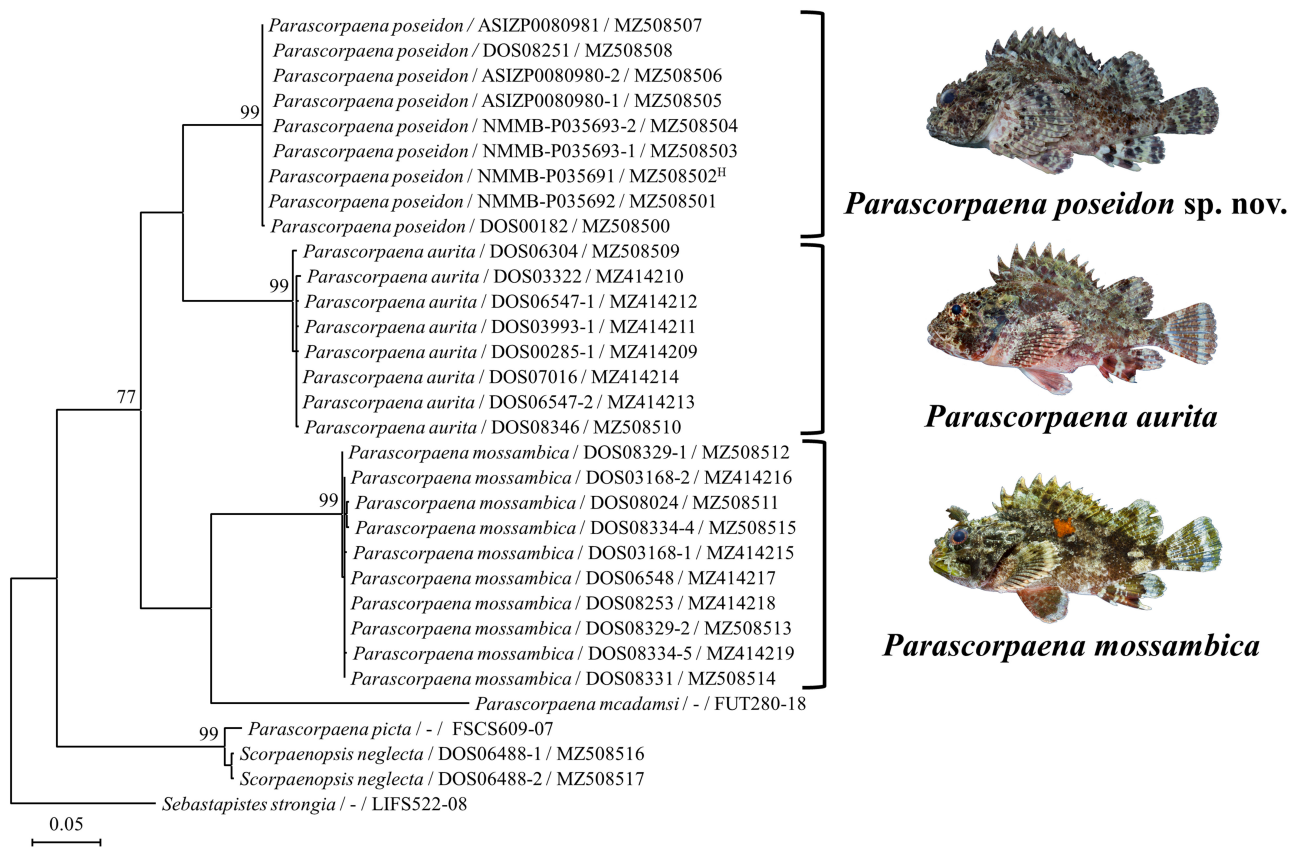 Parascorpaena poseidon / ASIZP0080981 / MZ508507
Parascorpaena poseidon / DOS08251 / MZ508508
Parascorpaena poseidon / ASIZP0080980-2 / MZ508506
Parascorpaena poseidon / ASIZP0080980-1 / MZ508505
99
Parascorpaena poseidon / NMMB-P035693-2 / MZ508504
Parascorpaena poseidon / NMMB-P035693-1 / MZ508503
Parascorpaena poseidon / NMMB-P035691 / MZ508502ᴴ
Parascorpaena poseidon / NMMB-P035692 / MZ508501
Parascorpaena poseidon / DOS00182 / MZ508500
Parascorpaena poseidon sp. nov.
Parascorpaena aurita / DOS06304 / MZ508509
Parascorpaena aurita / DOS03322 / MZ414210
99
Parascorpaena aurita / DOS06547-1 / MZ414212
Parascorpaena aurita / DOS03993-1 / MZ414211
Parascorpaena aurita / DOS00285-1 / MZ414209
Parascorpaena aurita / DOS07016 / MZ414214
Parascorpaena aurita / DOS06547-2 / MZ414213
Parascorpaena aurita / DOS08346 / MZ508510
Parascorpaena aurita
77
Parascorpaena mossambica / DOS08329-1 / MZ508512
Parascorpaena mossambica / DOS03168-2 / MZ414216
99
Parascorpaena mossambica / DOS08024 / MZ508511
Parascorpaena mossambica / DOS08334-4 / MZ508515
Parascorpaena mossambica / DOS03168-1 / MZ414215
Parascorpaena mossambica / DOS06548 / MZ414217
Parascorpaena mossambica / DOS08253 / MZ414218
Parascorpaena mossambica / DOS08329-2 / MZ508513
Parascorpaena mossambica / DOS08334-5 / MZ414219
Parascorpaena mossambica / DOS08331 / MZ508514
Parascorpaena mossambica
Parascorpaena mcadamsi / - / FUT280-18
99
Parascorpaena picta / - / FSCS609-07
Scorpaenopsis neglecta / DOS06488-1 / MZ508516
Scorpaenopsis neglecta / DOS06488-2 / MZ508517
Sebastapistes strongia / - / LIFS522-08
0.05